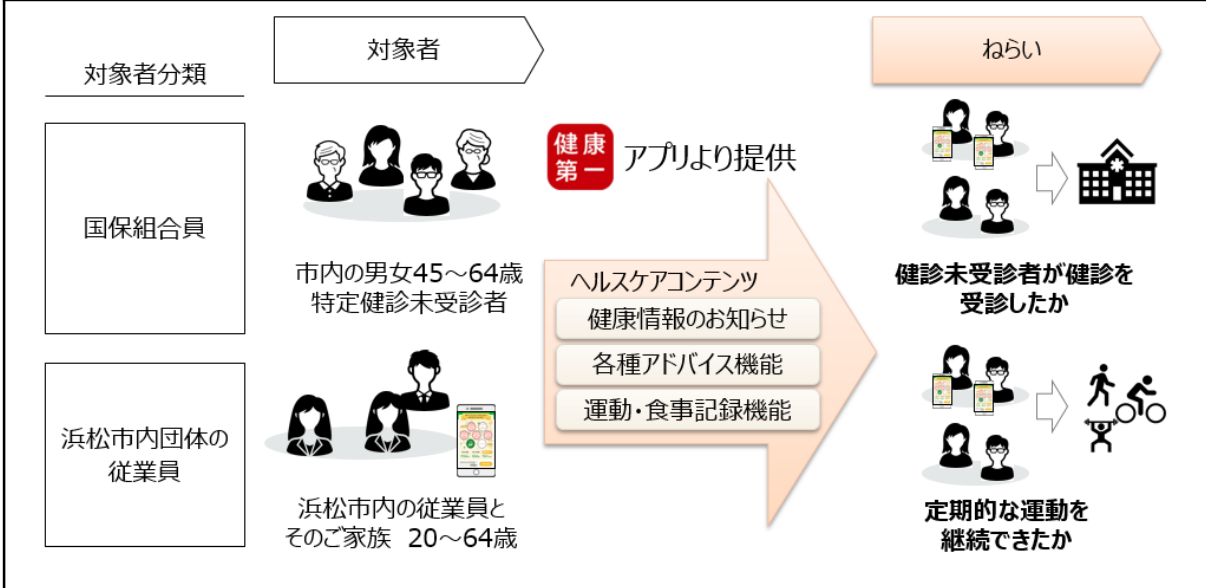 対象者分類
対象者
ねらい
国保組合員
市内の男女45～64歳
特定健診未受診者
健康
第一
アプリより提供
ヘルスケアコンテンツ
健康情報のお知らせ
各種アドバイス機能
運動・食事記録機能
健診未受診者が健診を
受診したか
浜松市内団体の
従業員
浜松市内の従業員と
そのご家族 20～64歳
定期的な運動を
継続できたか